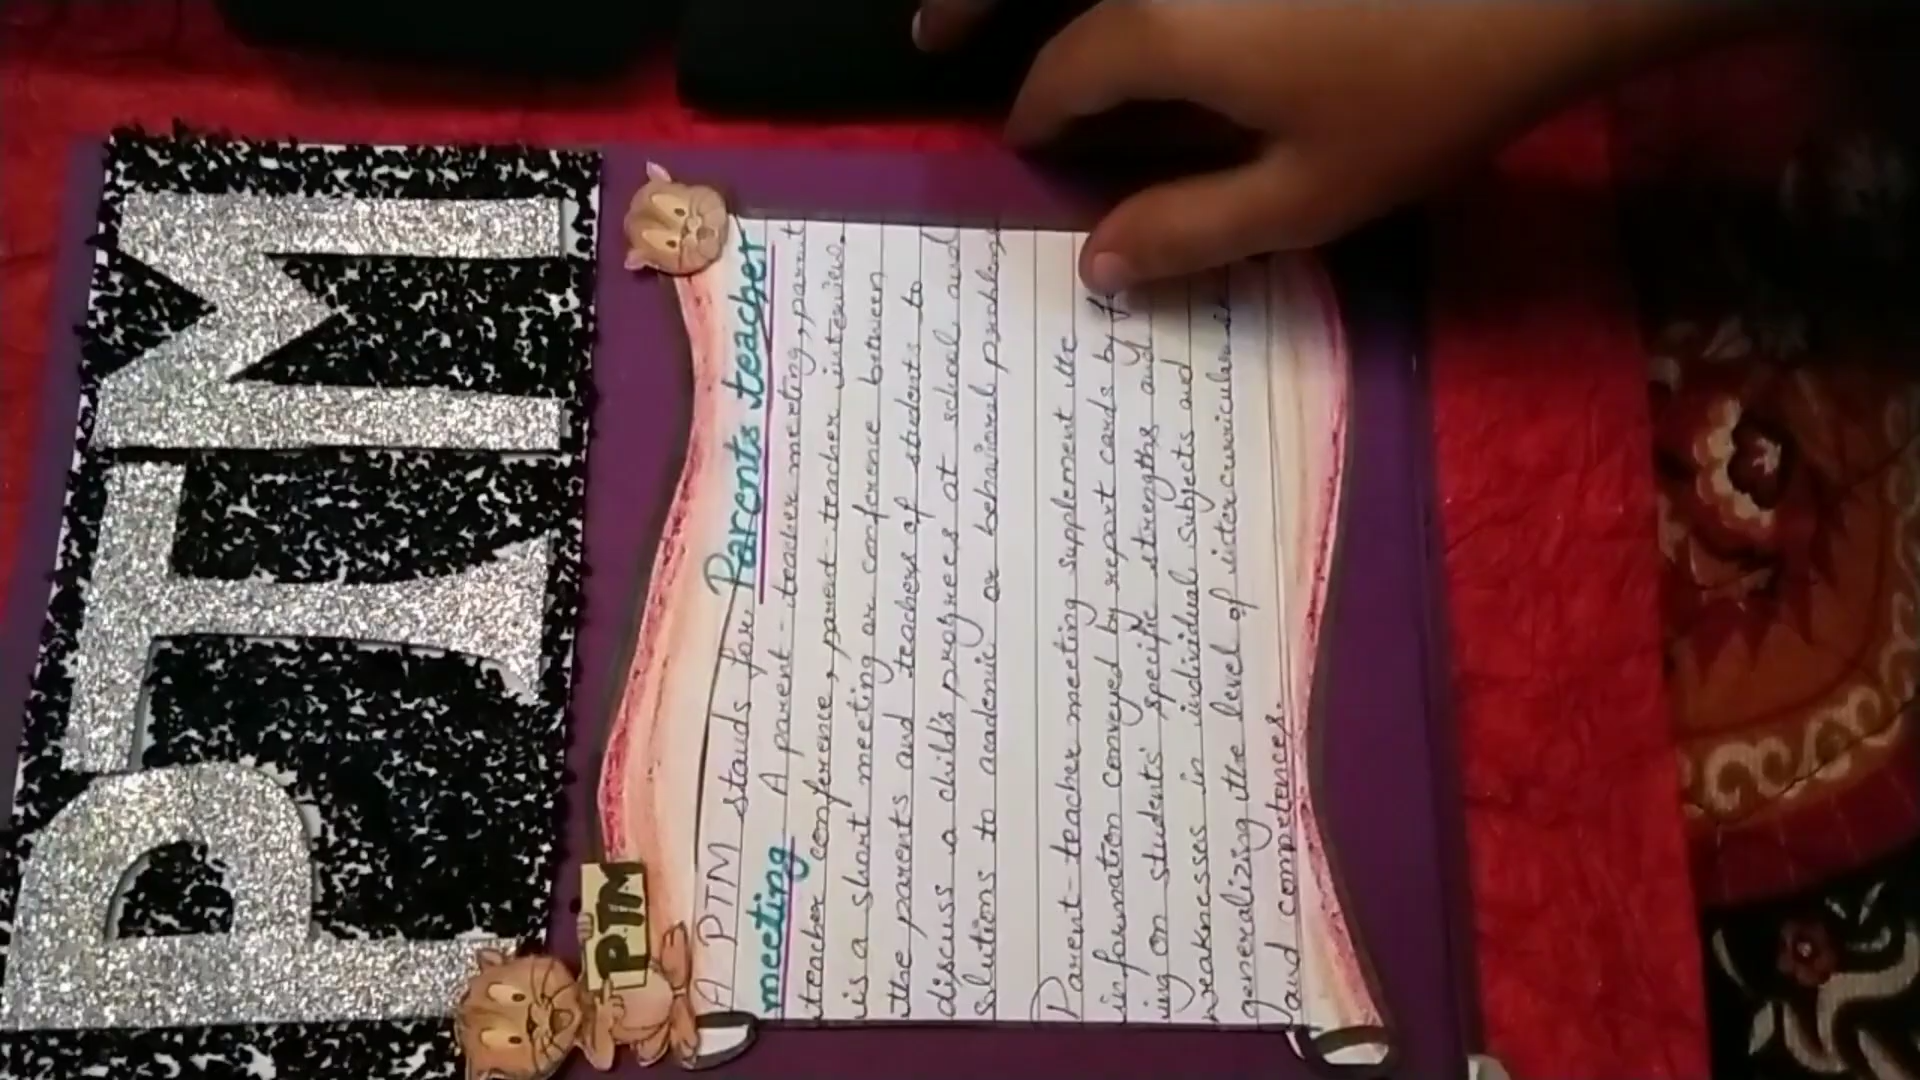 PTM
PTM
A PTM stands for Parents teacher
meeting A parent-teacher meeting, parent
teacher conference, parent-teacher interview,
is a short meeting or conference between
the parents and teachers of students to
discuss a child's progress at school and
solutions to academic or behavioral problems
Parent-teacher meeting supplement the
information conveyed by report cards by
ing on students' specific strengths and
weaknesses in individual subjects and
generalizing the level of intercurricular
and competences.